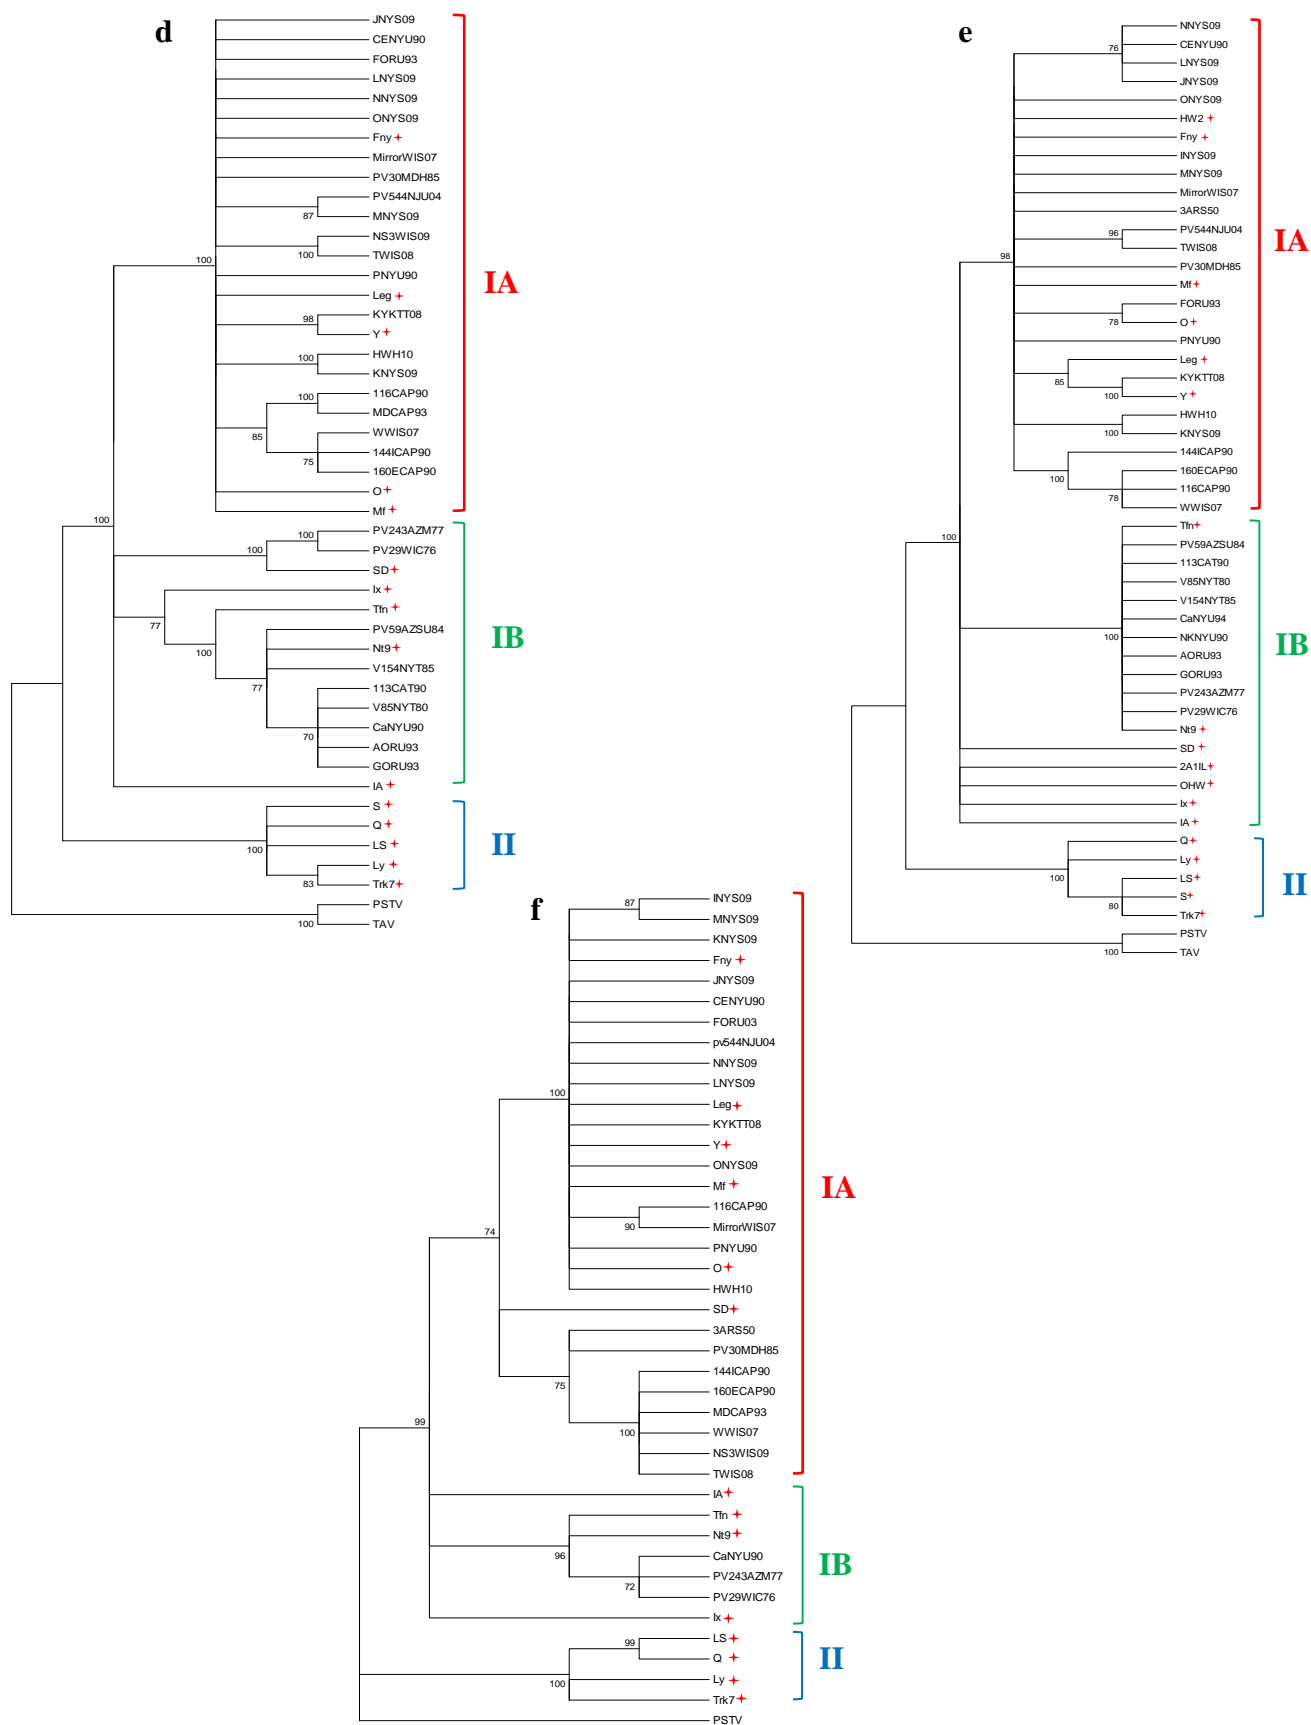 d
JNYS09
CENYU90
FORU93
LNYS09
NNYS09
ONYS09
Fny
MirrorWIS07
PV30MDH85
PV544NJU04
87
MNYS09
NS3WIS09
100
TWIS08
100
PNYU90
IA
Leg
KYKTT08
98
Y
HWH10
100
KNYS09
116CAP90
100
MDCAP93
85
WWIS07
144ICAP90
75
160ECAP90
O
Mf
100
PV243AZM77
100
PV29WIC76
100
SD
Ix
77
Tfn
100
PV59AZSU84
IB
Nt9
77
V154NYT85
113CAT90
V85NYT80
70
CaNYU90
AORU93
GORU93
IA
S
Q
100
LS
II
Ly
83
Trk7
PSTV
100
TAV
e
NNYS09
76
CENYU90
LNYS09
JNYS09
ONYS09
HW2
Fny
INYS09
MNYS09
MirrorWIS07
3ARS50
96
PV544NJU04
TWIS08
IA
98
PV30MDH85
Mf
FORU93
78
O
PNYU90
Leg
85
KYKTT08
100
Y
HWH10
100
KNYS09
144ICAP90
100
160ECAP90
78
116CAP90
WWIS07
100
Tfn
PV59AZSU84
113CAT90
V85NYT80
V154NYT85
CaNYU94
100
NKNYU90
IB
AORU93
GORU93
PV243AZM77
PV29WIC76
Nt9
SD
2A1IL
OHW
Ix
IA
Q
Ly
100
LS
II
S
80
Trk7
PSTV
100
TAV
f
INYS09
87
MNYS09
KNYS09
Fny
JNYS09
CENYU90
FORU03
pv544NJU04
NNYS09
LNYS09
100
Leg
KYKTT08
Y
ONYS09
IA
Mf
116CAP90
90
MirrorWIS07
74
PNYU90
O
HWH10
SD
3ARS50
PV30MDH85
75
144ICAP90
160ECAP90
MDCAP93
99
100
WWIS07
NS3WIS09
TWIS08
IA
Tfn
Nt9
96
CaNYU90
IB
72
PV243AZM77
PV29WIC76
Ix
99
LS
Q
II
100
Ly
Trk7
PSTV